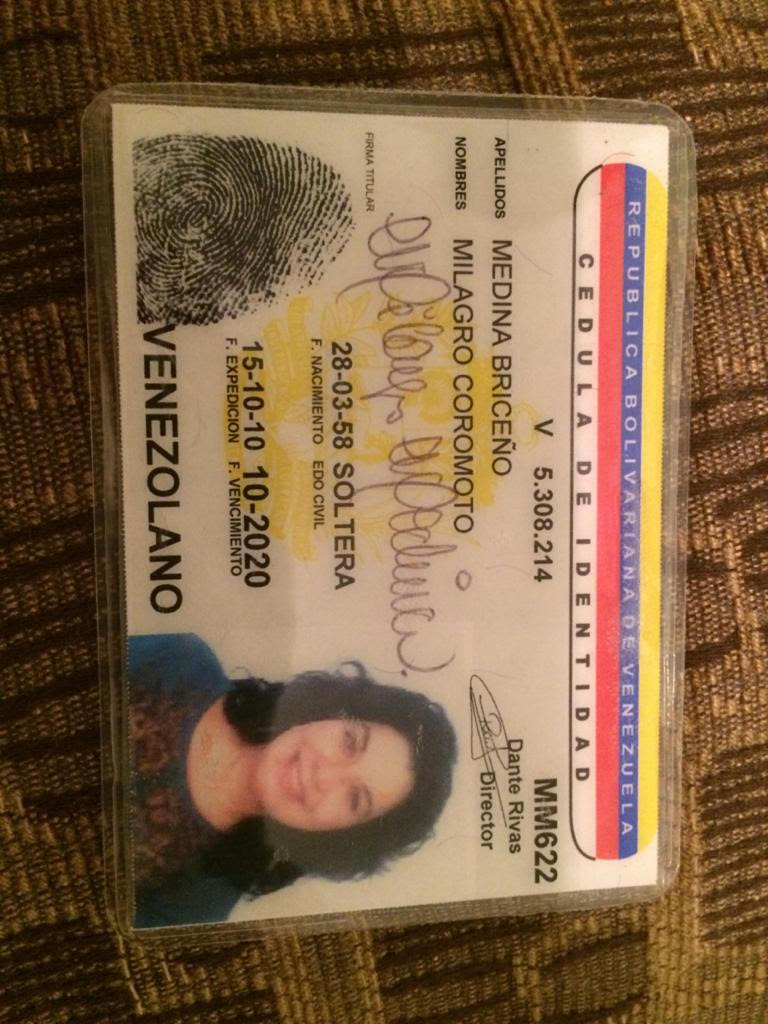 REPUBLICA BOLIVARIANA DE VENEZUELA
CEDULA DE IDENTIDAD
V 5.308.214 MM622
APELLIDOS MEDINA BRICEÑO
Dante Rivas
Director
NOMBRES MILAGRO COROMOTO
FIRMA TITULAR
28-03-58 SOLTERA
F. NACIMIENTO EDO CIVIL
15-10-10 10-2020
F. EXPEDICION F. VENCIMIENTO
VENEZOLANO